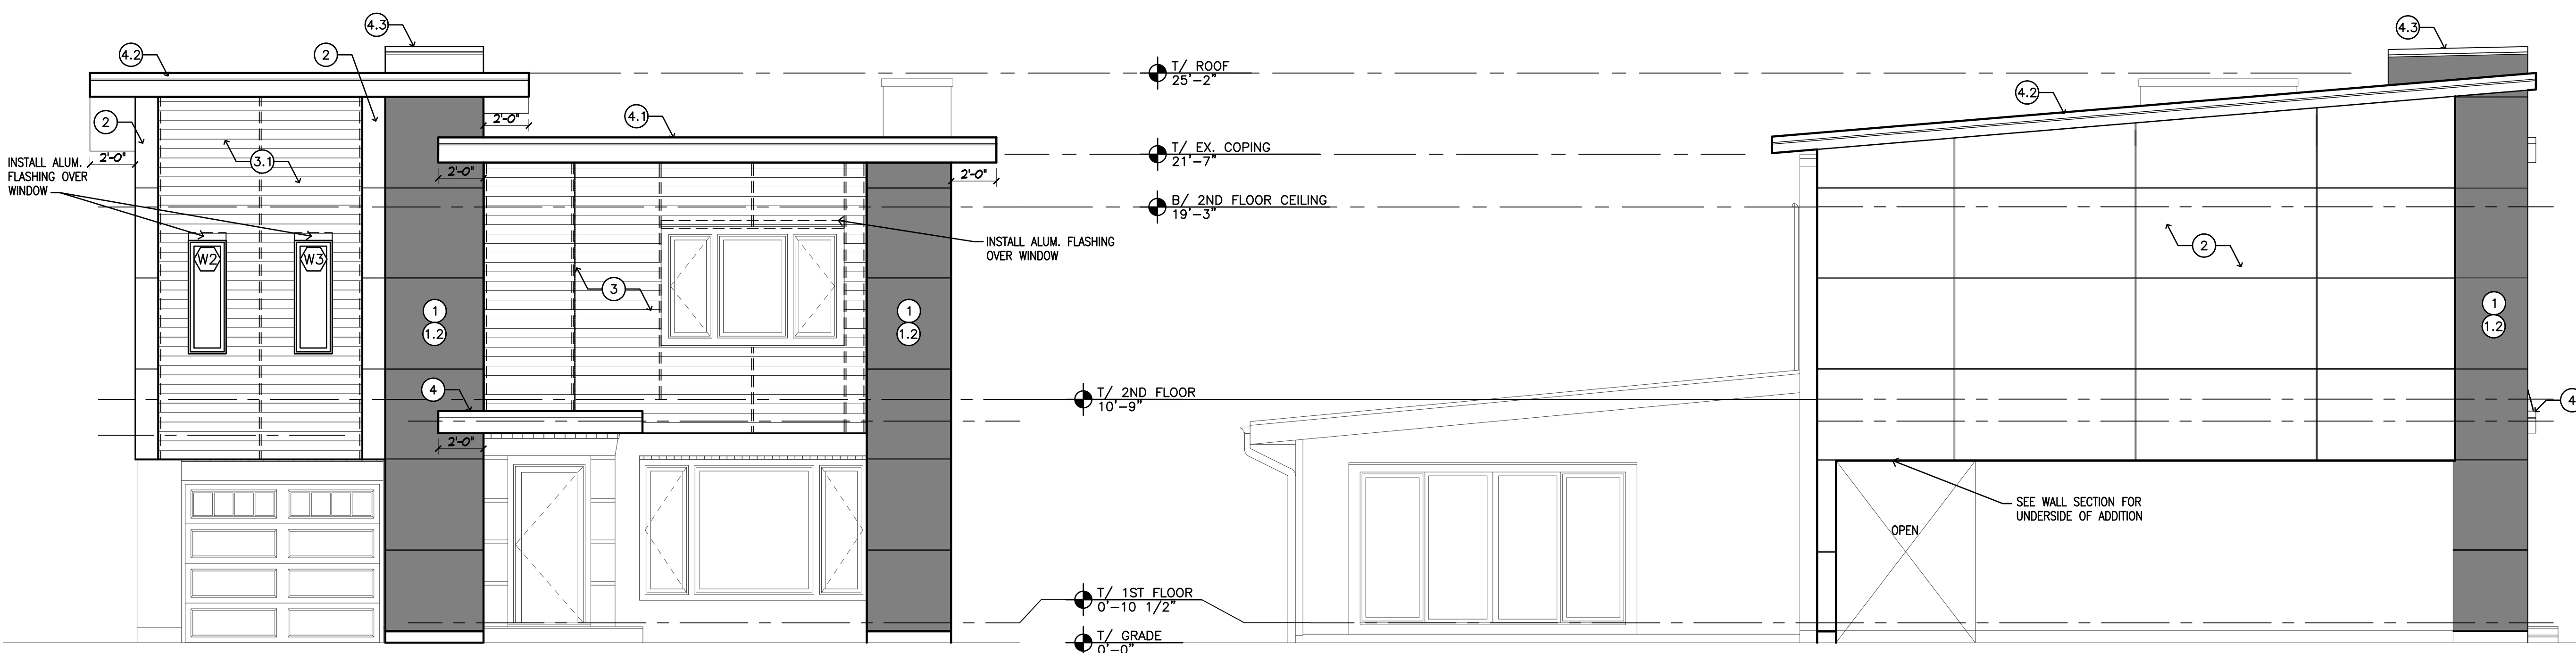 4.3
4.2
2
2
2'-0"
2'-0"
3.1
INSTALL ALUM.
FLASHING OVER
WINDOW
W2
W3
4.1
2'-0"
2'-0"
INSTALL ALUM. FLASHING
OVER WINDOW
3
1
1.2
1
1.2
4
2'-0"
T/ ROOF
25'-2"
T/ EX. COPING
21'-7"
B/ 2ND FLOOR CEILING
19'-3"
T/ 2ND FLOOR
10'-9"
T/ 1ST FLOOR
0'-10 1/2"
T/ GRADE
0'-0"
4.3
4.2
2
1
1.2
4
SEE WALL SECTION FOR
UNDERSIDE OF ADDITION
OPEN